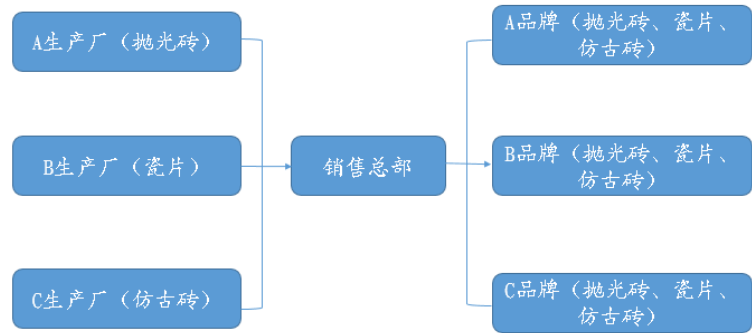 A生产厂（抛光砖）
B生产厂（瓷片）
C生产厂（仿古砖）
销售总部
A品牌（抛光砖、瓷片、
仿古砖）
B品牌（抛光砖、瓷片、
仿古砖）
C品牌（抛光砖、瓷片、
仿古砖）